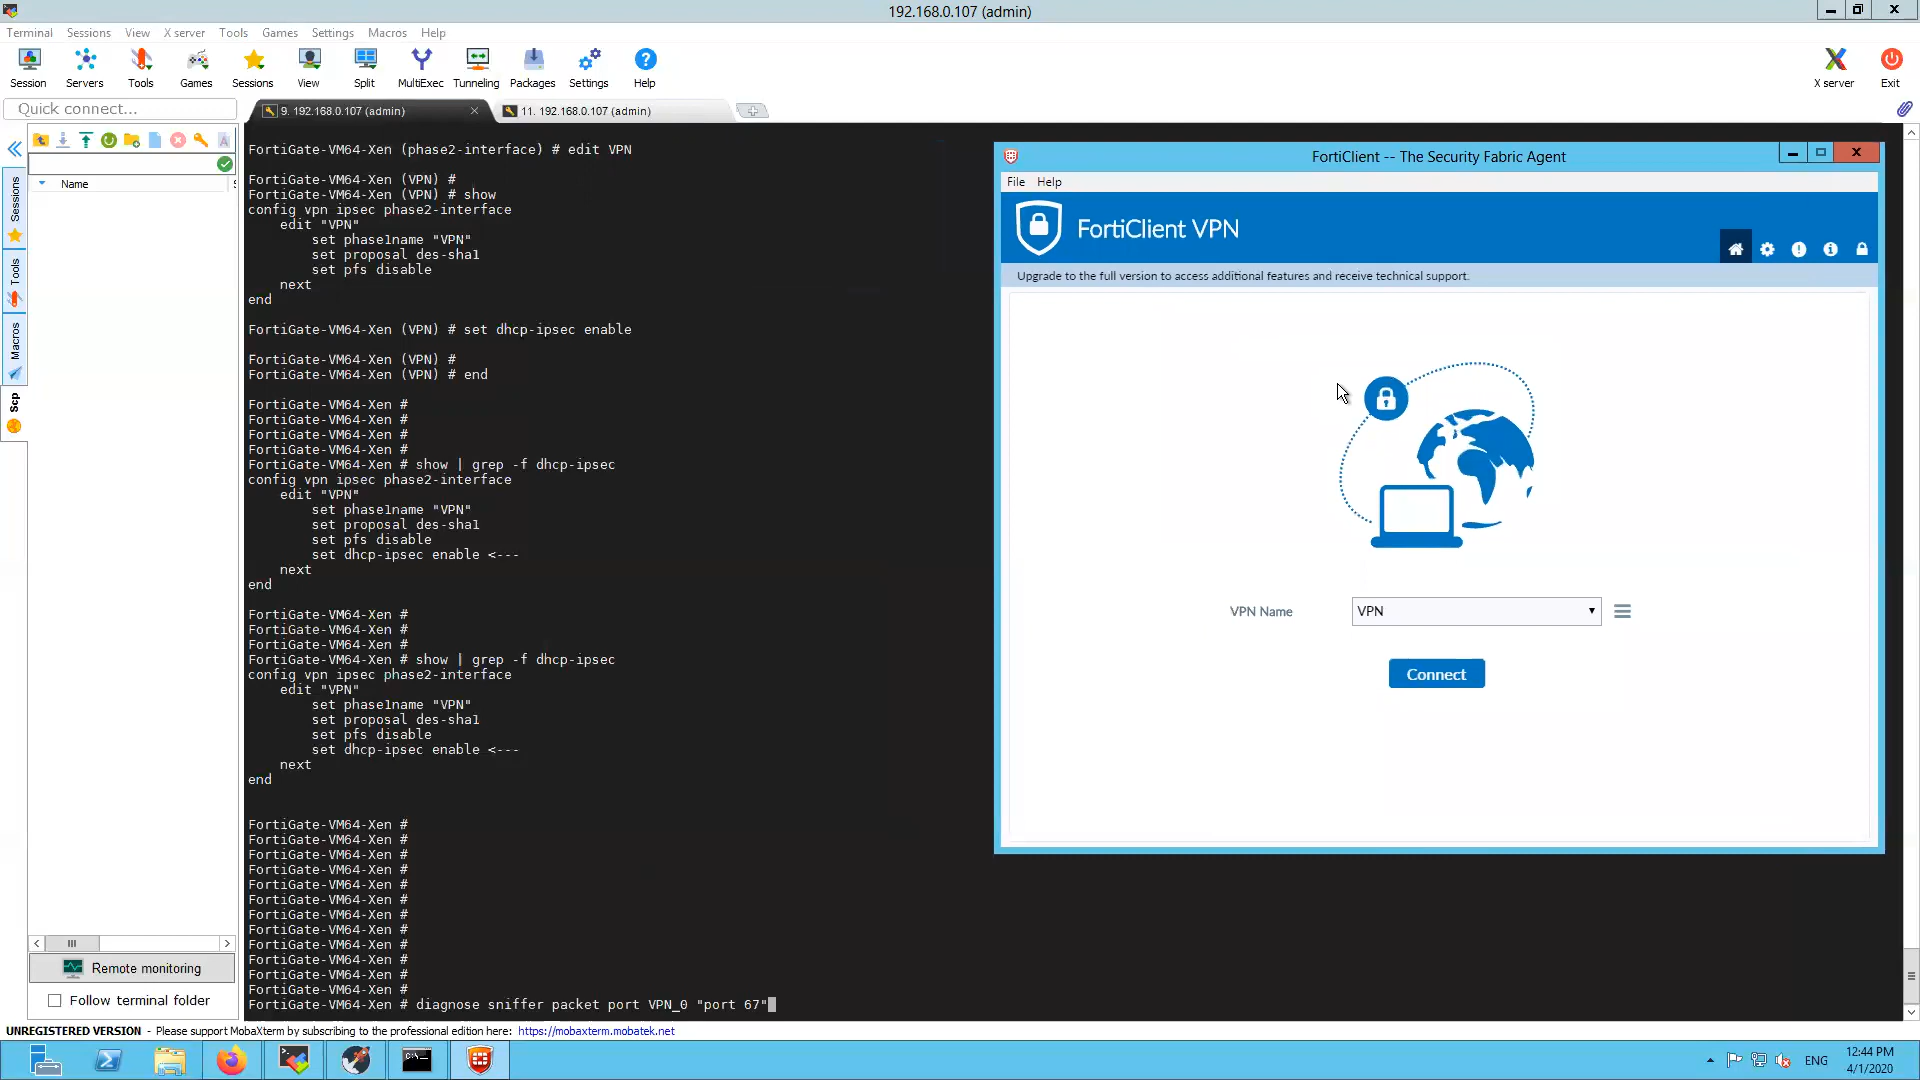 192.168.0.107 (admin)
Terminal Sessions View X server Tools Games Settings Macros Help
Session Servers Tools Games Sessions View Split MultiExec Tunneling Packages Settings Help X server Exit
Quick connect...
9. 192.168.0.107 (admin)
11. 192.168.0.107 (admin)
Name
Sessions
Tools
Macros
Scp
FortiGate-VM64-Xen (phase2-interface) # edit VPN
FortiGate-VM64-Xen (VPN) #
FortiGate-VM64-Xen (VPN) # show
config vpn ipsec phase2-interface
edit "VPN"
set phase1name "VPN"
set proposal des-sha1
set pfs disable
next
end
FortiGate-VM64-Xen (VPN) # set dhcp-ipsec enable
FortiGate-VM64-Xen (VPN) #
FortiGate-VM64-Xen (VPN) # end
FortiGate-VM64-Xen #
FortiGate-VM64-Xen #
FortiGate-VM64-Xen #
FortiGate-VM64-Xen #
FortiGate-VM64-Xen # show | grep -f dhcp-ipsec
config vpn ipsec phase2-interface
edit "VPN"
set phase1name "VPN"
set proposal des-sha1
set pfs disable
set dhcp-ipsec enable <---
next
end
FortiGate-VM64-Xen #
FortiGate-VM64-Xen #
FortiGate-VM64-Xen #
FortiGate-VM64-Xen # show | grep -f dhcp-ipsec
config vpn ipsec phase2-interface
edit "VPN"
set phase1name "VPN"
set proposal des-sha1
set pfs disable
set dhcp-ipsec enable <---
next
end
FortiGate-VM64-Xen #
FortiGate-VM64-Xen #
FortiGate-VM64-Xen #
FortiGate-VM64-Xen #
FortiGate-VM64-Xen #
FortiGate-VM64-Xen #
FortiGate-VM64-Xen #
FortiGate-VM64-Xen #
FortiGate-VM64-Xen #
FortiGate-VM64-Xen #
FortiGate-VM64-Xen #
FortiGate-VM64-Xen #
FortiGate-VM64-Xen # diagnose sniffer packet port VPN_0 "port 67"
FortiClient -- The Security Fabric Agent
File Help
FortiClient VPN
Upgrade to the full version to access additional features and receive technical support.
VPN Name VPN
Connect
Remote monitoring
Follow terminal folder
UNREGISTERED VERSION - Please support MobaXterm by subscribing to the professional edition here: https://mobaxterm.mobatek.net
ENG
12:44 PM
4/1/2020